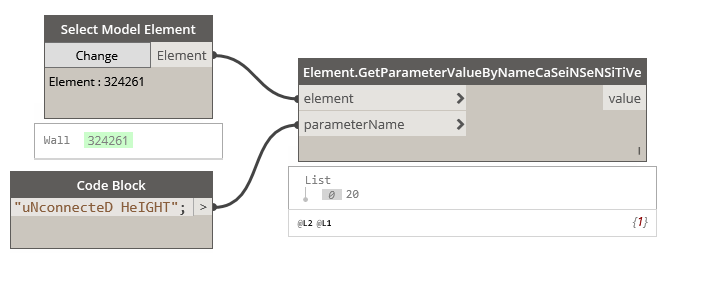 Select Model Element
Change
Element
Element : 324261
Wall 324261
Code Block
"uNconnecteD HeIGHT";
>
Element.GetParameterValueByNameCaSeiNSeNSiTiVe
element >
value
parameterName >
l
List
0 20
@L2 @L1
{1}